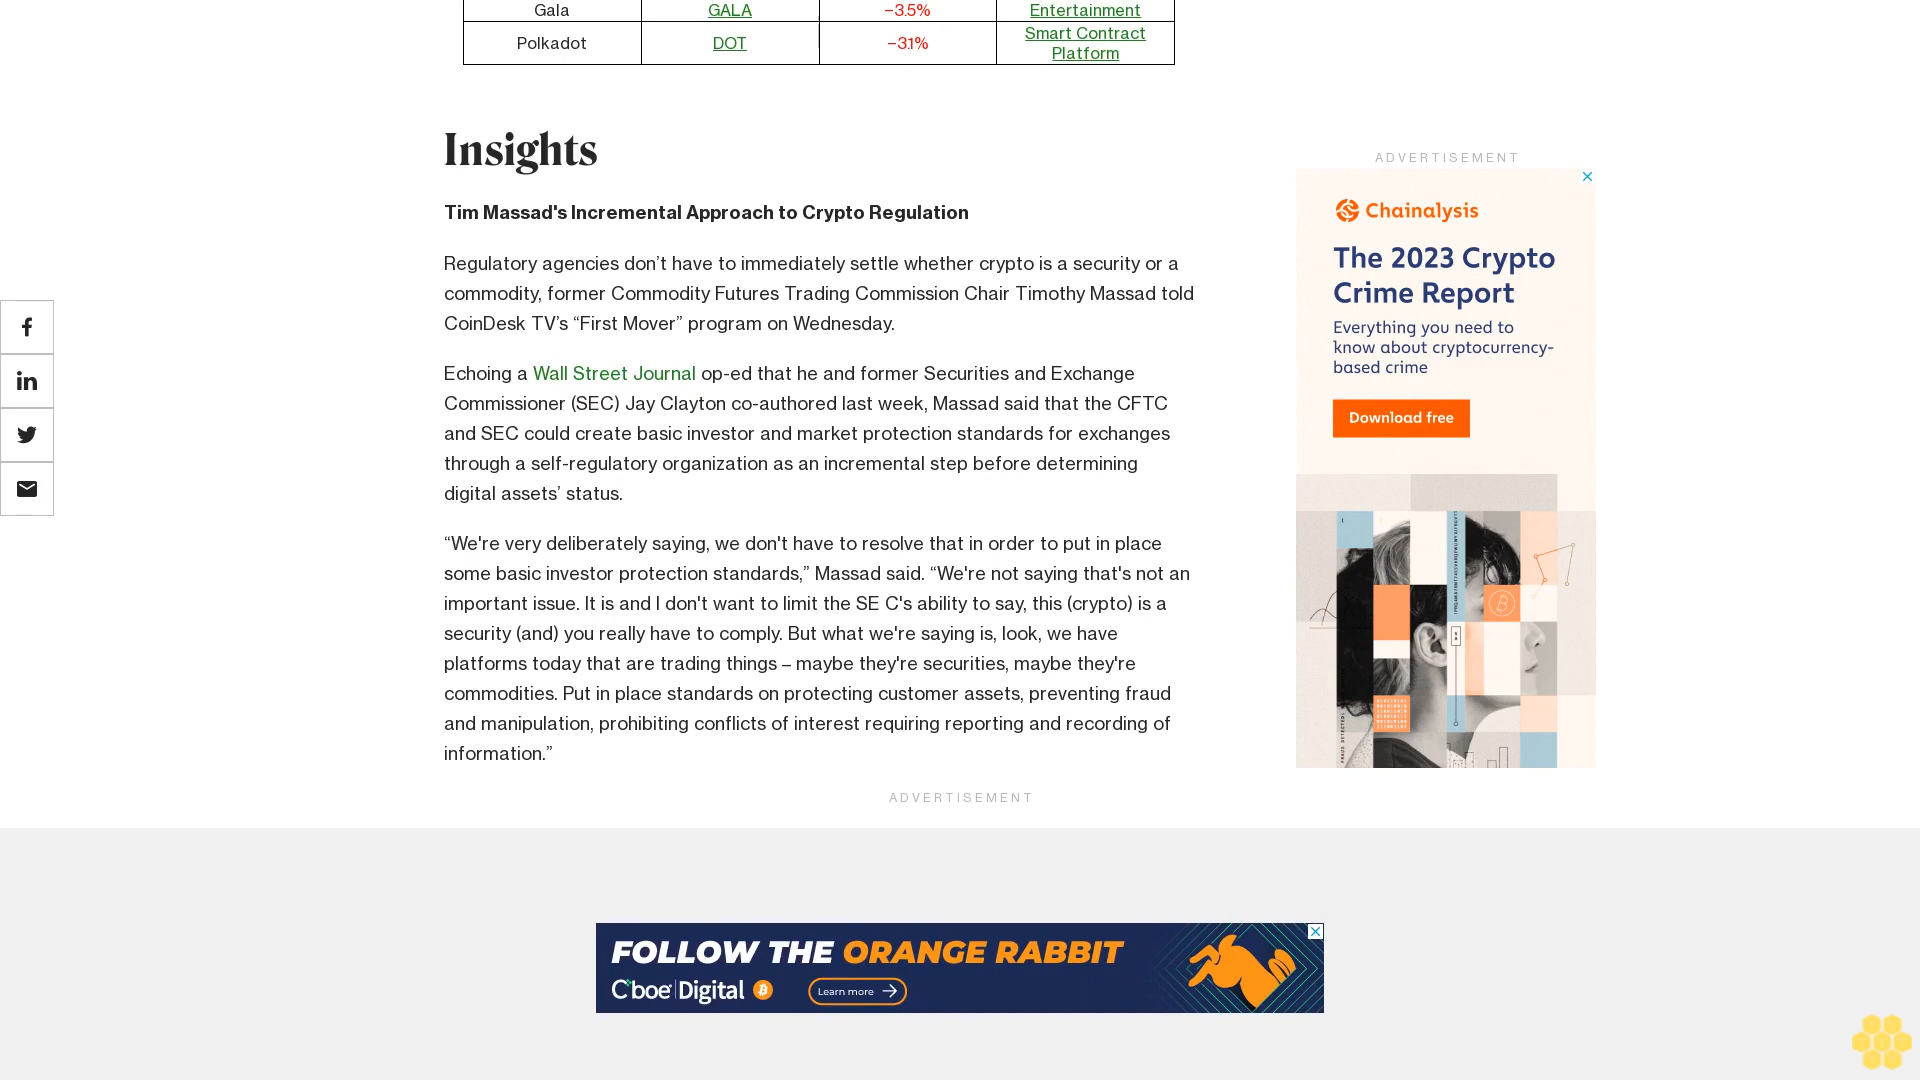 Gala GALA −3.5% Entertainment
Polkadot DOT −3.1% Smart Contract
Platform
Insights
Tim Massad's Incremental Approach to Crypto Regulation
Regulatory agencies don’t have to immediately settle whether crypto is a security or a
commodity, former Commodity Futures Trading Commission Chair Timothy Massad told
CoinDesk TV’s “First Mover” program on Wednesday.
Echoing a Wall Street Journal op-ed that he and former Securities and Exchange
Commissioner (SEC) Jay Clayton co-authored last week, Massad said that the CFTC
and SEC could create basic investor and market protection standards for exchanges
through a self-regulatory organization as an incremental step before determining
digital assets’ status.
“We're very deliberately saying, we don't have to resolve that in order to put in place
some basic investor protection standards,” Massad said. “We're not saying that's not an
important issue. It is and I don't want to limit the SE C's ability to say, this (crypto) is a
security (and) you really have to comply. But what we're saying is, look, we have
platforms today that are trading things – maybe they're securities, maybe they're
commodities. Put in place standards on protecting customer assets, preventing fraud
and manipulation, prohibiting conflicts of interest requiring reporting and recording of
information.”
ADVERTISEMENT
Chainalysis
The 2023 Crypto
Crime Report
Everything you need to
know about cryptocurrency-
based crime
Download free
ADVERTISEMENT
FOLLOW THE ORANGE RABBIT
Cboe Digital
Learn more